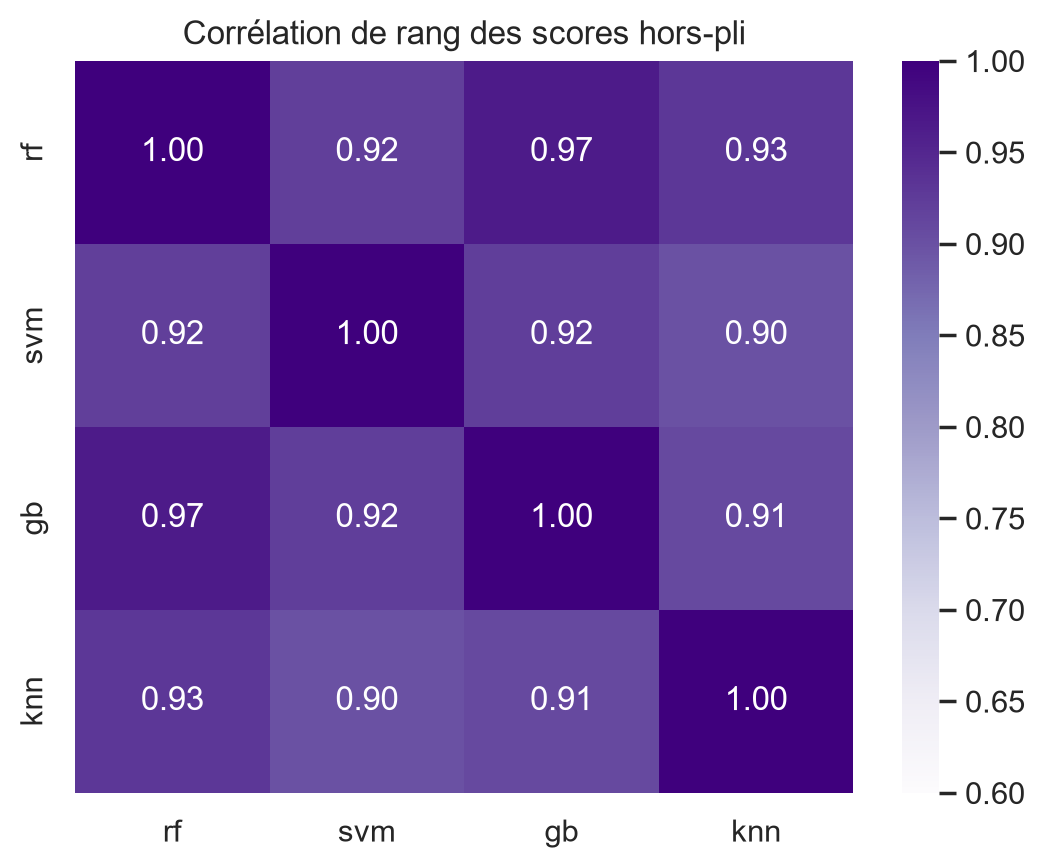 Corrélation de rang des scores hors-pli
rf 1.00 0.92 0.97 0.93
svm 0.92 1.00 0.92 0.90
gb 0.97 0.92 1.00 0.91
knn 0.93 0.90 0.91 1.00
rf svm gb knn
1.00
0.95
0.90
0.85
0.80
0.75
0.70
0.65
0.60